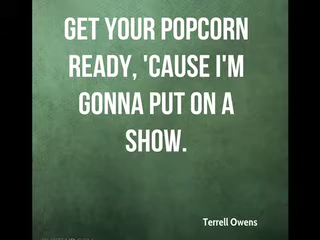 GET YOUR POPCORN
READY, 'CAUSE I'M
GONNA PUT ON A
SHOW.
Terrell Owens